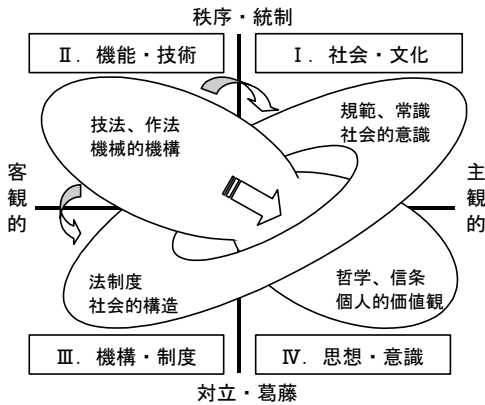 秩序・統制
Ⅱ．機能・技術
Ⅰ．社会・文化
技法、作法
機械的機構
規範、常識
社会的意識
客観的
主観的
法制度
社会的構造
哲学、信条
個人的価値観
Ⅲ．機構・制度
Ⅳ．思想・意識
対立・葛藤